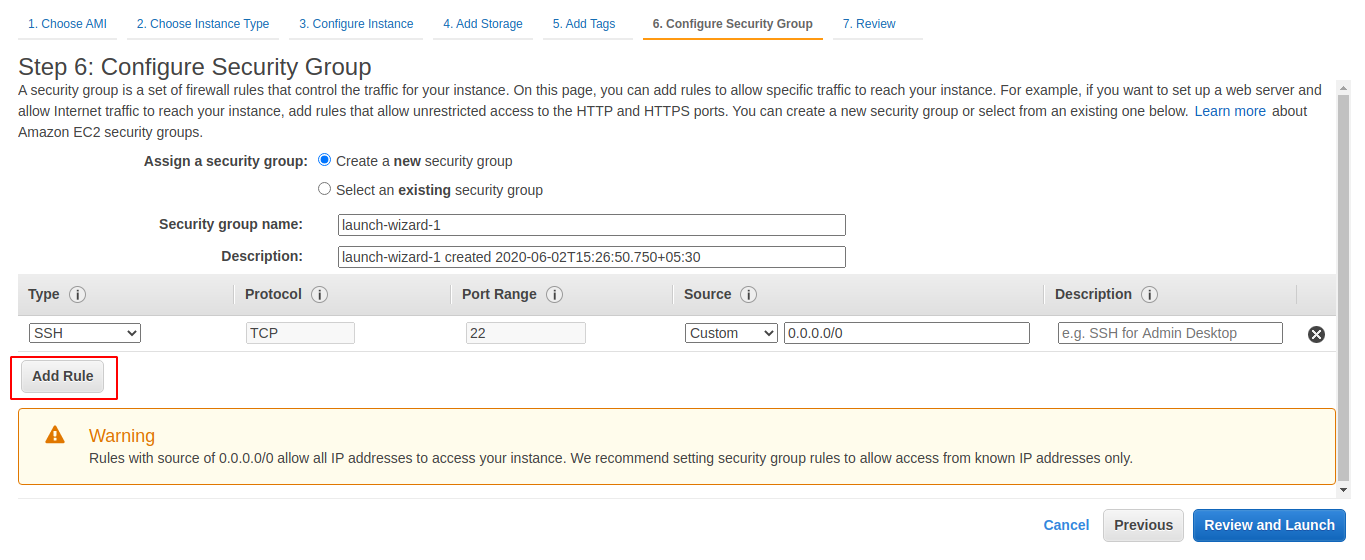 1. Choose AMI 2. Choose Instance Type 3. Configure Instance 4. Add Storage 5. Add Tags 6. Configure Security Group 7. Review
Step 6: Configure Security Group
A security group is a set of firewall rules that control the traffic for your instance. On this page, you can add rules to allow specific traffic to reach your instance. For example, if you want to set up a web server and
allow Internet traffic to reach your instance, add rules that allow unrestricted access to the HTTP and HTTPS ports. You can create a new security group or select from an existing one below. Learn more about
Amazon EC2 security groups.
Assign a security group: Create a new security group
Select an existing security group
Security group name: launch-wizard-1
Description: launch-wizard-1 created 2020-06-02T15:26:50.750+05:30
Type i Protocol i Port Range i Source i Description i
SSH TCP 22 Custom 0.0.0.0/0 e.g. SSH for Admin Desktop
Add Rule
Warning
Rules with source of 0.0.0.0/0 allow all IP addresses to access your instance. We recommend setting security group rules to allow access from known IP addresses only.
Cancel Previous Review and Launch